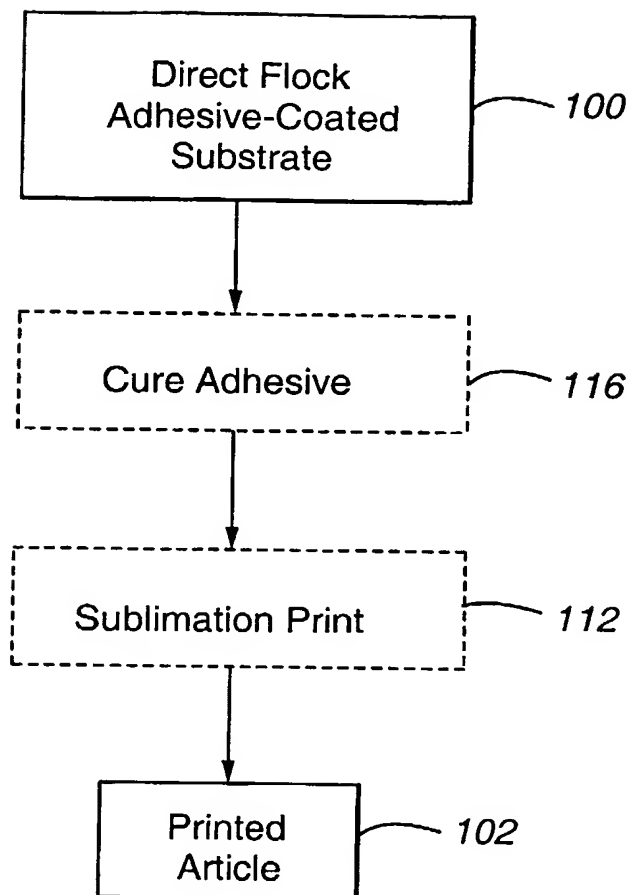 Direct Flock
Adhesive-Coated
Substrate
100
Cure Adhesive
116
Sublimation Print
112
Printed
Article
102